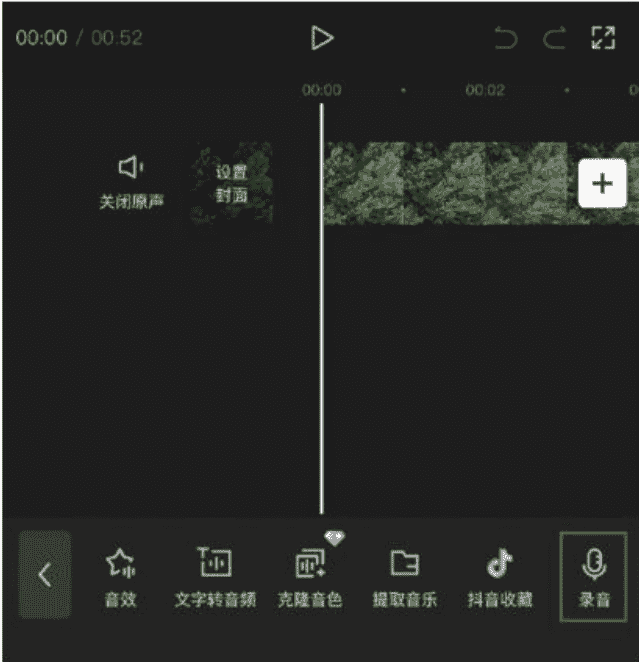 00:00 / 00:52
00:00
00:02
关闭原声
设置
封面
音效
文字转音频
克隆音色
提取音乐
抖音收藏
录音